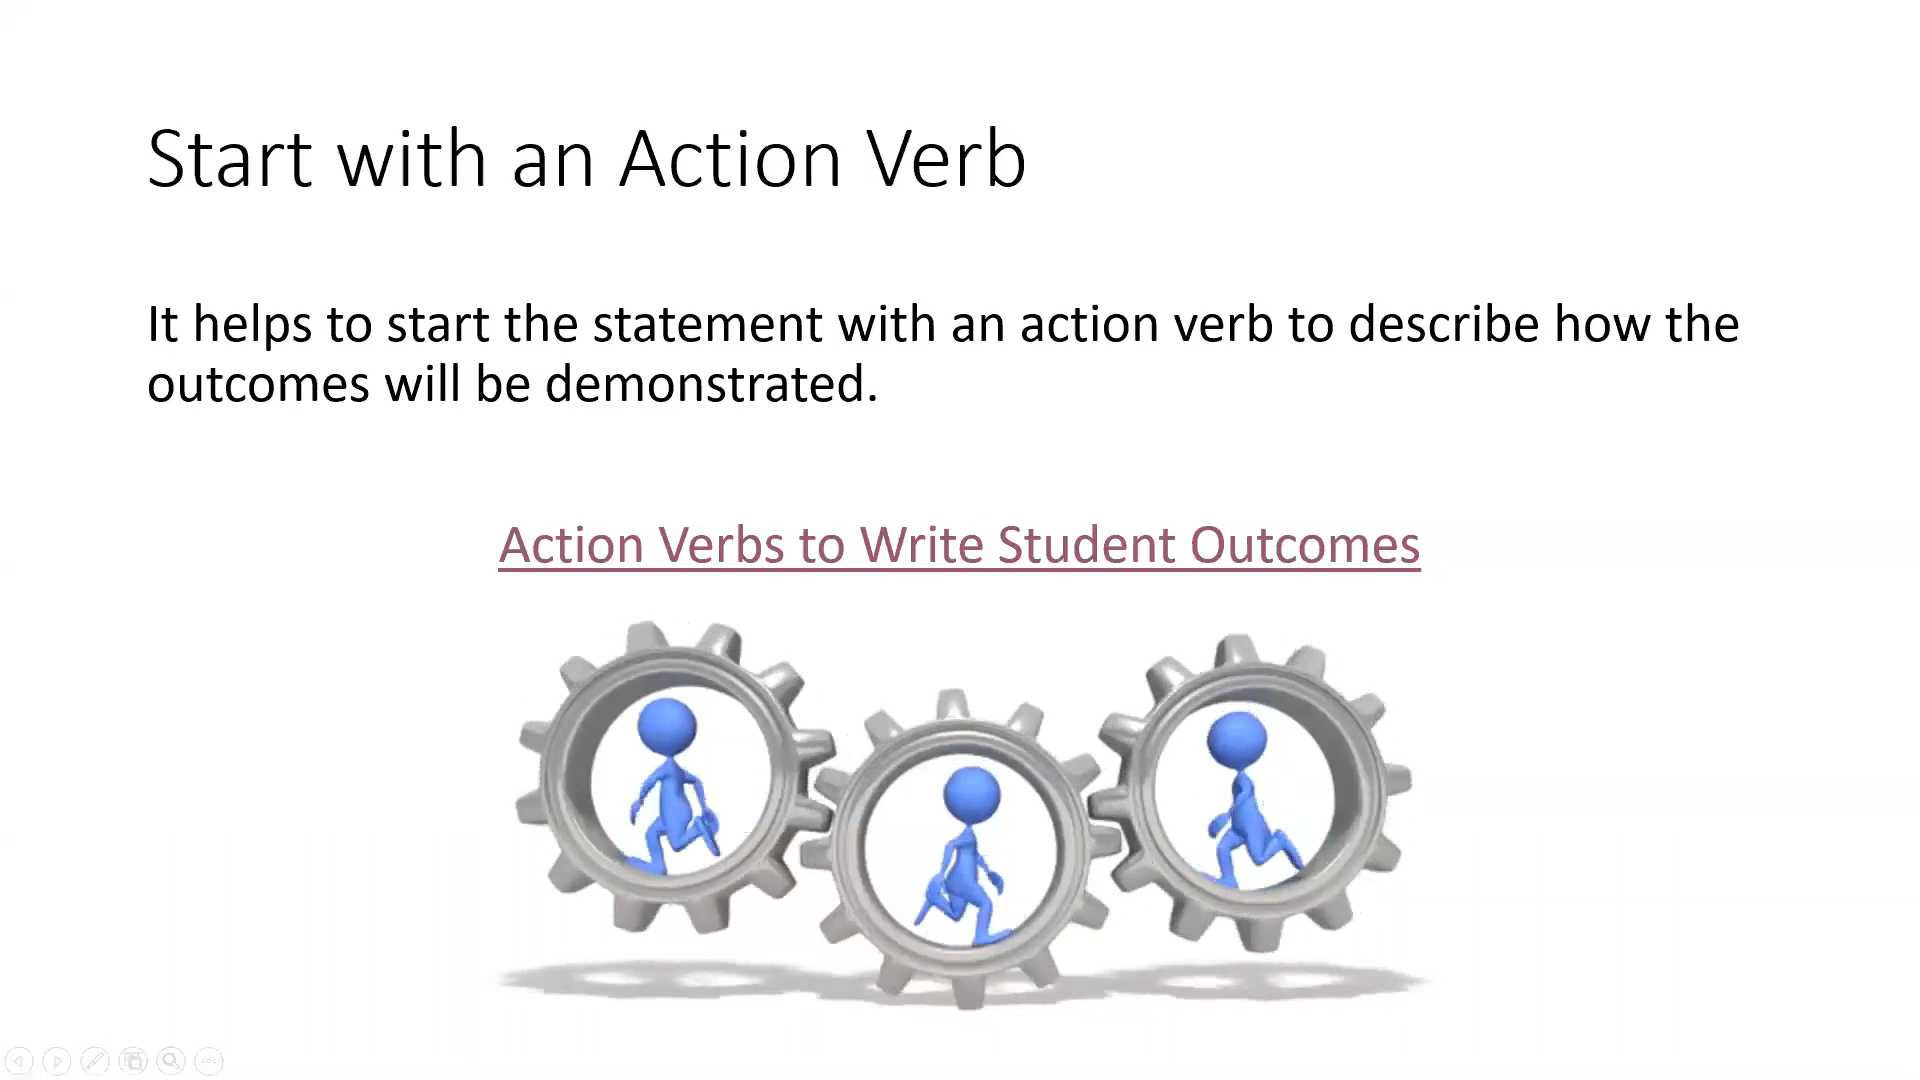 Start with an Action Verb
It helps to start the statement with an action verb to describe how the
outcomes will be demonstrated.
Action Verbs to Write Student Outcomes